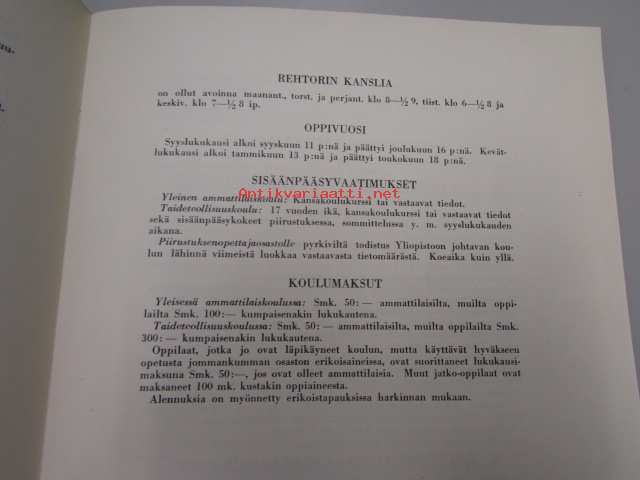 uu.
REHTORIN KANSLIA
on ollut avoinna maanant., torst. ja perjant. klo 8—½ 9, tiist. klo 6—½ 8 ja
keskiv. klo 7—½ 8 ip.
OPPIVUOSI
Syyslukukausi alkoi syyskuun 11 p:nä ja päättyi joulukuun 16 p:nä. Kevät-
lukukausi alkoi tammikuun 13 p:nä ja päättyi toukokuun 18 p:nä.
SISÄÄNPÄÄSYVAATIMUKSET
Antikvariaatti.net
Yleinen ammattilaiskoulu: Kansakoulukurssi tai vastaavat tiedot.
Taideteollisuuskoulu: 17 vuoden ikä, kansakoulukurssi tai vastaavat tiedot
sekä sisäänpääsykokeet piirustuksessa, sommittelussa y. m. syyslukukauden
aikana.
Piirustuksenopettajaosastolle pyrkiviltä todistus Yliopistoon johtavan kou-
lun lähinnä viimeistä luokkaa vastaavasta tietomäärästä. Koeaika kuin yllä.
KOULUMAKSUT
Yleisessä ammattilaiskoulussa: Smk. 50: — ammattilaisilta, muilta oppi-
lailta Smk. 100: — kumpaisenakin lukukautena.
Taideteollisuuskoulussa: Smk. 50: — ammattilaisilta, muilta oppilailta Smk.
300: — kumpaisenakin lukukautena.
Oppilaat, jotka jo ovat läpikäyneet koulun, mutta käyttävät hyväkseen
opetusta jommankumman osaston erikoisaineissa, ovat suorittaneet lukukausi-
maksuna Smk. 50:—, jos ovat olleet ammattilaisia. Muut jatko-oppilaat ovat
maksaneet 100 mk. kustakin oppiaineesta.
Alennuksia on myönnetty erikoistapauksissa harkinnan mukaan.